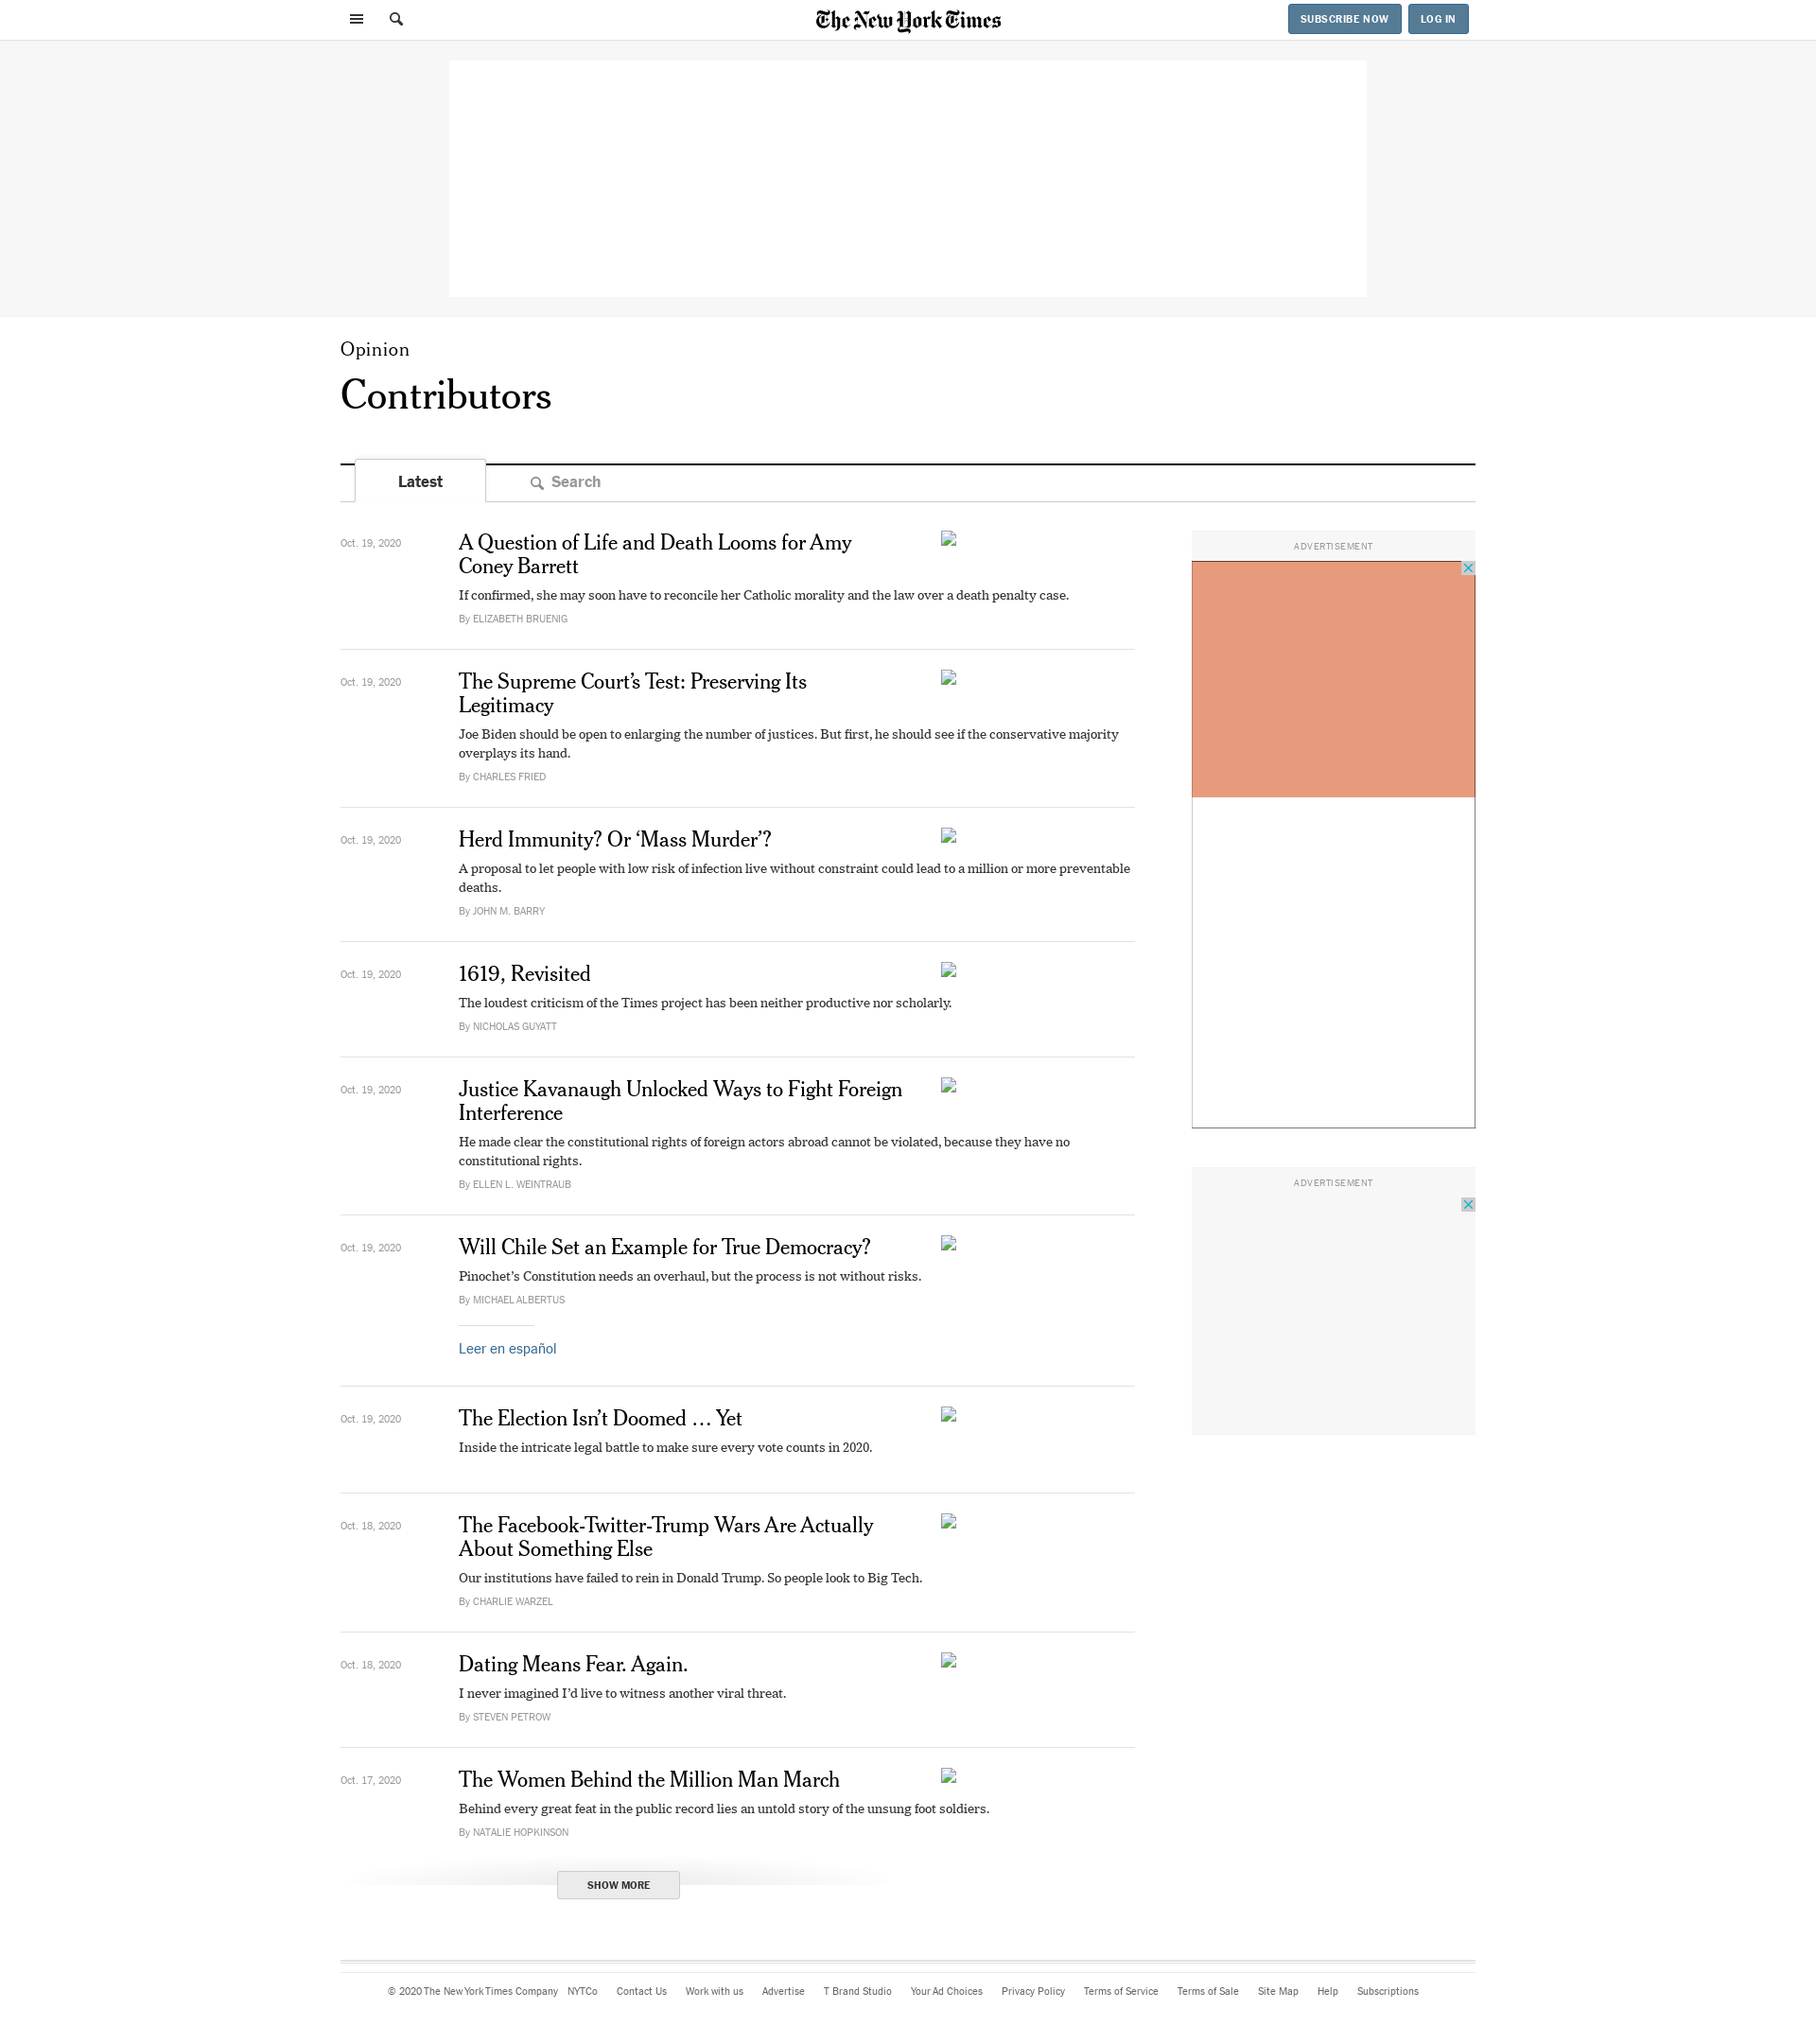 The New York Times
SUBSCRIBE NOW
LOG IN
Opinion
Contributors
Latest
Search
Oct. 19, 2020
A Question of Life and Death Looms for Amy
Coney Barrett
If confirmed, she may soon have to reconcile her Catholic morality and the law over a death penalty case.
By ELIZABETH BRUENIG
Oct. 19, 2020
The Supreme Court’s Test: Preserving Its
Legitimacy
Joe Biden should be open to enlarging the number of justices. But first, he should see if the conservative majority
overplays its hand.
By CHARLES FRIED
Oct. 19, 2020
Herd Immunity? Or ‘Mass Murder’?
A proposal to let people with low risk of infection live without constraint could lead to a million or more preventable
deaths.
By JOHN M. BARRY
Oct. 19, 2020
1619, Revisited
The loudest criticism of the Times project has been neither productive nor scholarly.
By NICHOLAS GUYATT
Oct. 19, 2020
Justice Kavanaugh Unlocked Ways to Fight Foreign
Interference
He made clear the constitutional rights of foreign actors abroad cannot be violated, because they have no
constitutional rights.
By ELLEN L. WEINTRAUB
Oct. 19, 2020
Will Chile Set an Example for True Democracy?
Pinochet’s Constitution needs an overhaul, but the process is not without risks.
By MICHAEL ALBERTUS
Leer en español
Oct. 19, 2020
The Election Isn’t Doomed … Yet
Inside the intricate legal battle to make sure every vote counts in 2020.
Oct. 18, 2020
The Facebook-Twitter-Trump Wars Are Actually
About Something Else
Our institutions have failed to rein in Donald Trump. So people look to Big Tech.
By CHARLIE WARZEL
Oct. 18, 2020
Dating Means Fear. Again.
I never imagined I’d live to witness another viral threat.
By STEVEN PETROW
Oct. 17, 2020
The Women Behind the Million Man March
Behind every great feat in the public record lies an untold story of the unsung foot soldiers.
By NATALIE HOPKINSON
SHOW MORE
ADVERTISEMENT
ADVERTISEMENT
© 2020 The New York Times Company NYTCo Contact Us Work with us Advertise T Brand Studio Your Ad Choices Privacy Policy Terms of Service Terms of Sale Site Map Help Subscriptions